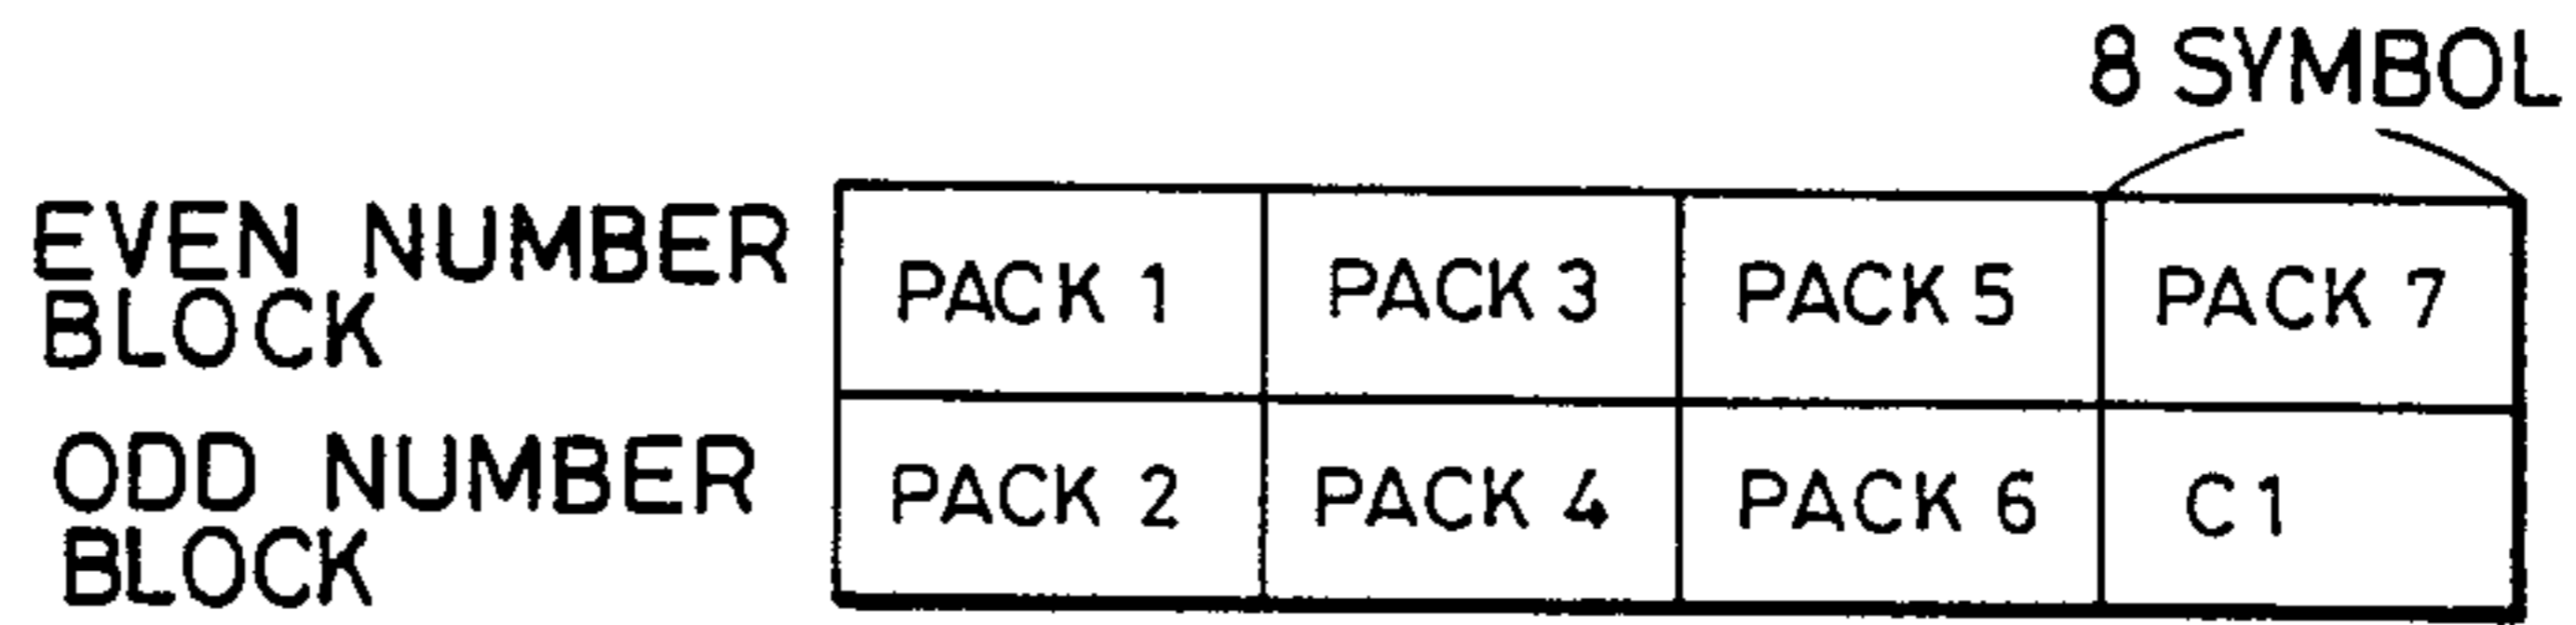 8 SYMBOL
EVEN NUMBER
BLOCK
PACK 1
PACK 3
PACK 5
PACK 7
ODD NUMBER
BLOCK
PACK 2
PACK 4
PACK 6
C1